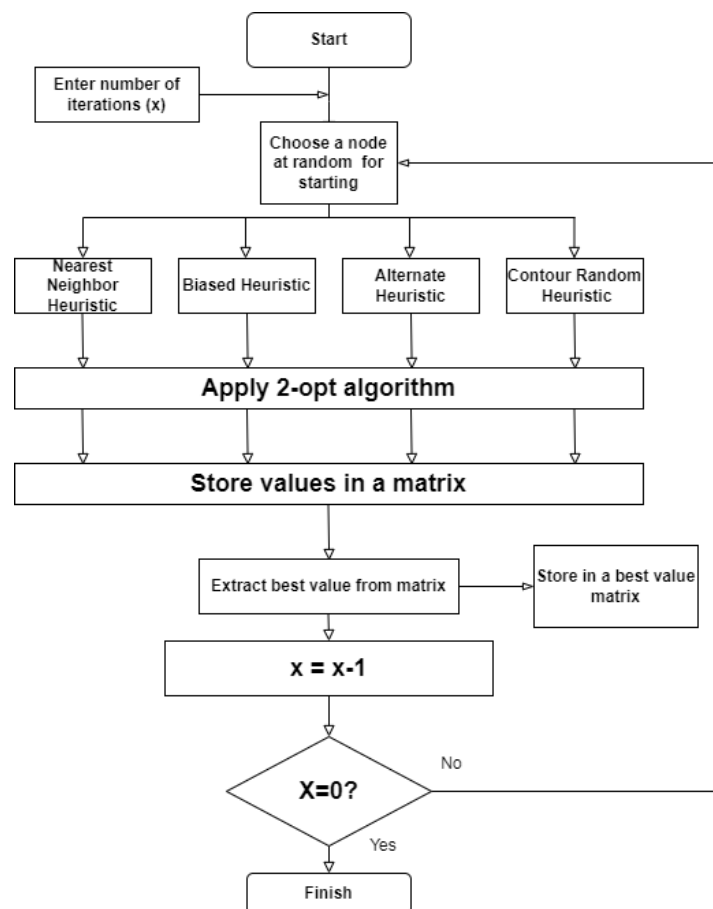 Start
Enter number of
iterations (x)
Choose a node
at random for
starting
Nearest
Neighbor
Heuristic
Biased Heuristic
Alternate
Heuristic
Contour Random
Heuristic
Apply 2-opt algorithm
Store values in a matrix
Extract best value from matrix
Store in a best value
matrix
x = x-1
X=0?
No
Yes
Finish